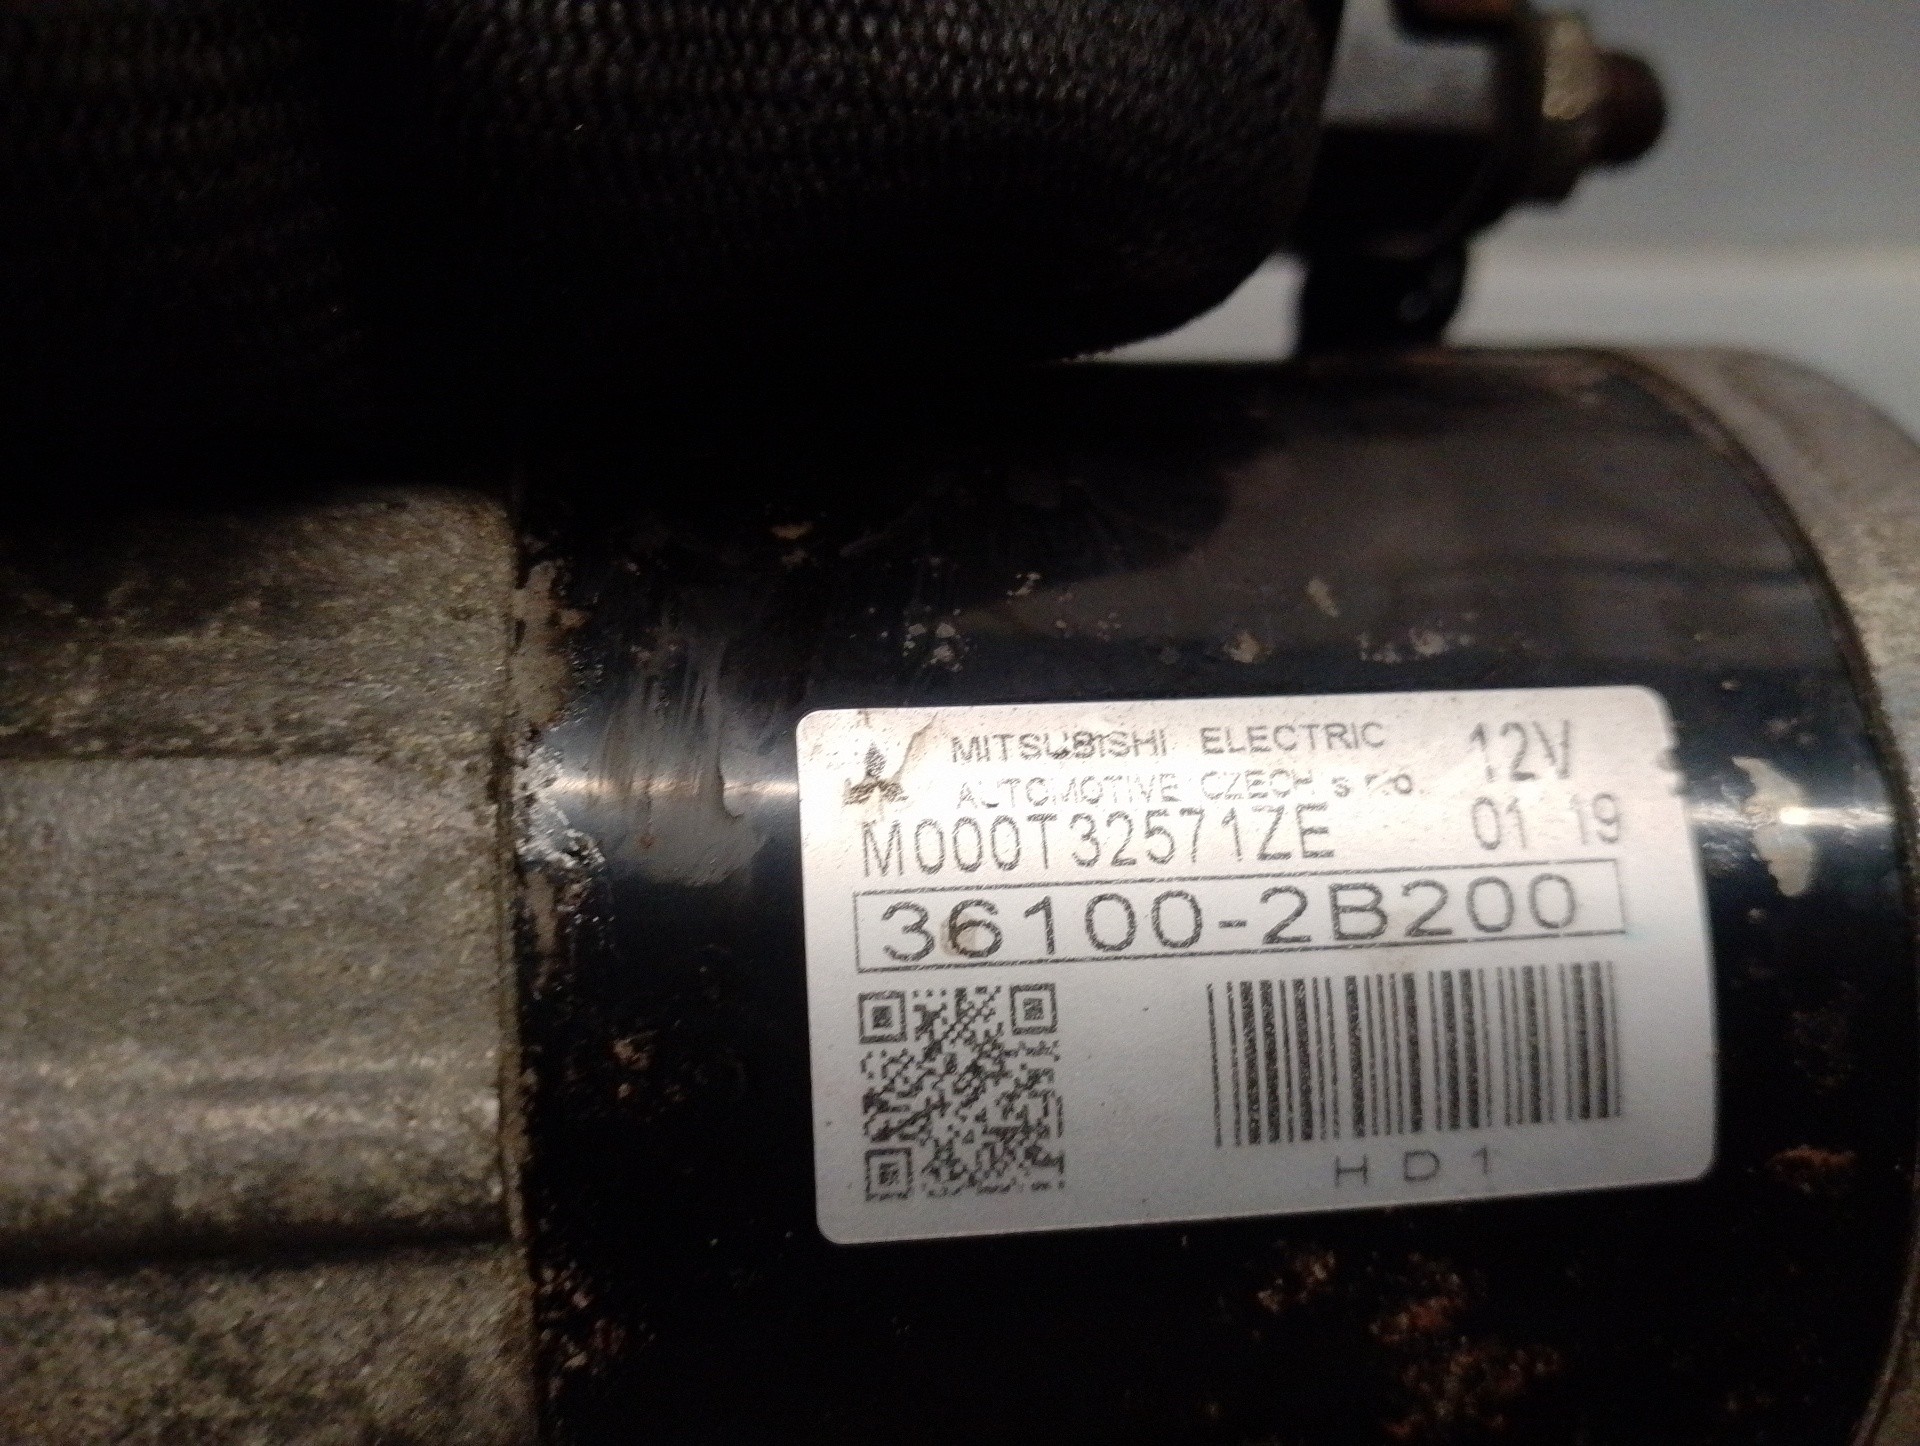 MITSUBISHI ELECTRIC 12V
AUTOMOTIVE CZECH s r.o.
M000T32571ZE 01 19
36100-2B200
HD1